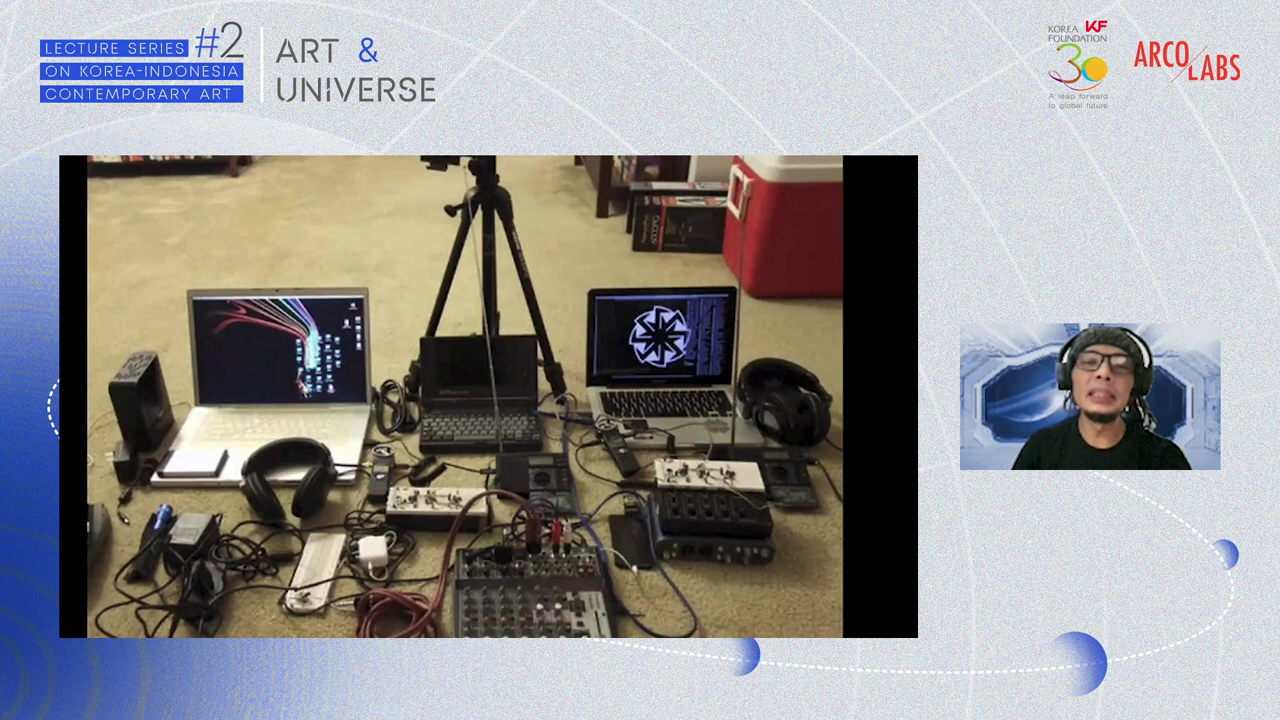 LECTURE SERIES #2
ON KOREA-INDONESIA
CONTEMPORARY ART
ART &
UNIVERSE
KOREA KF
FOUNDATION
30
A leap forward
to global future
ARCO
LABS